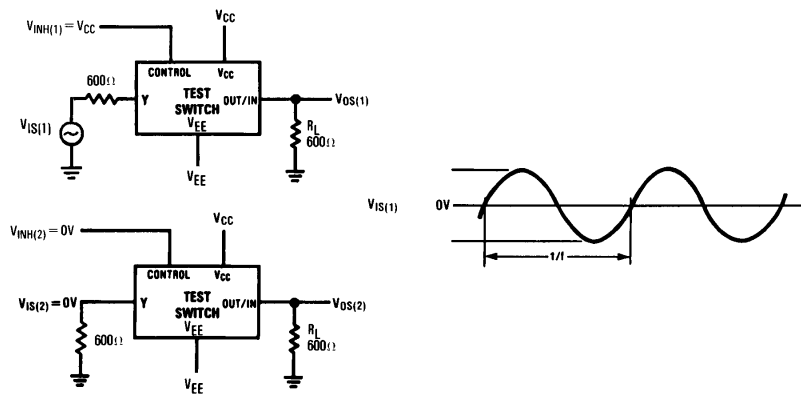 V_INH(1) = V_CC
V_CC
CONTROL
V_CC
600Ω
Y
TEST
SWITCH
OUT/IN
V_OS(1)
V_IS(1)
V_EE
R_L
600Ω
V_EE
V_INH(2) = 0V
V_CC
CONTROL
V_CC
V_IS(2) = 0V
Y
TEST
SWITCH
OUT/IN
V_OS(2)
600Ω
V_EE
R_L
600Ω
V_EE
V_IS(1)
0V
1/f